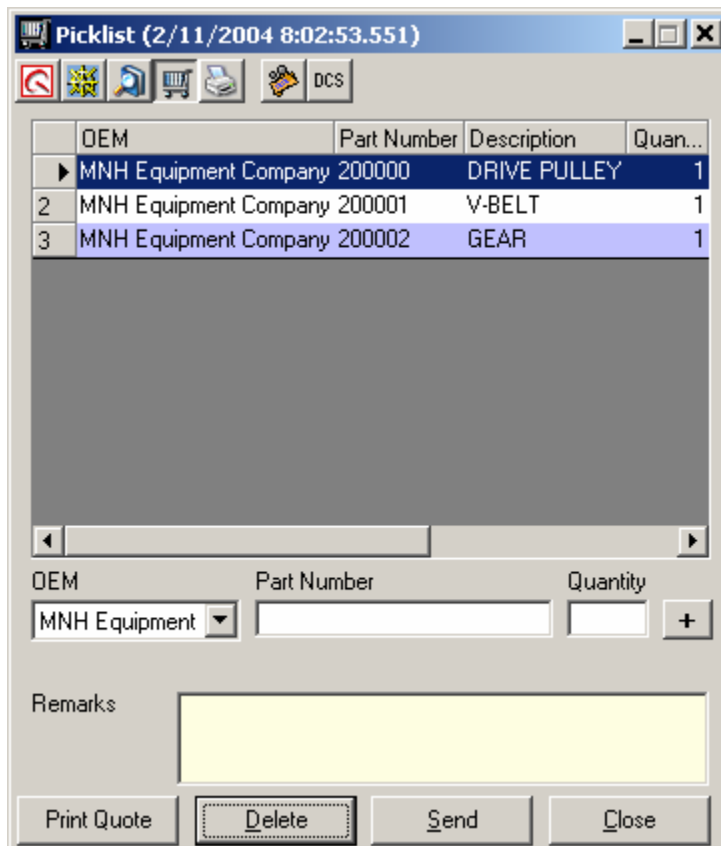 Picklist (2/11/2004 8:02:53.551)
DCS
OEM Part Number Description Quan...
MNH Equipment Company 200000 DRIVE PULLEY 1
2 MNH Equipment Company 200001 V-BELT 1
3 MNH Equipment Company 200002 GEAR 1
OEM Part Number Quantity
MNH Equipment +
Remarks
Print Quote Delete Send Close